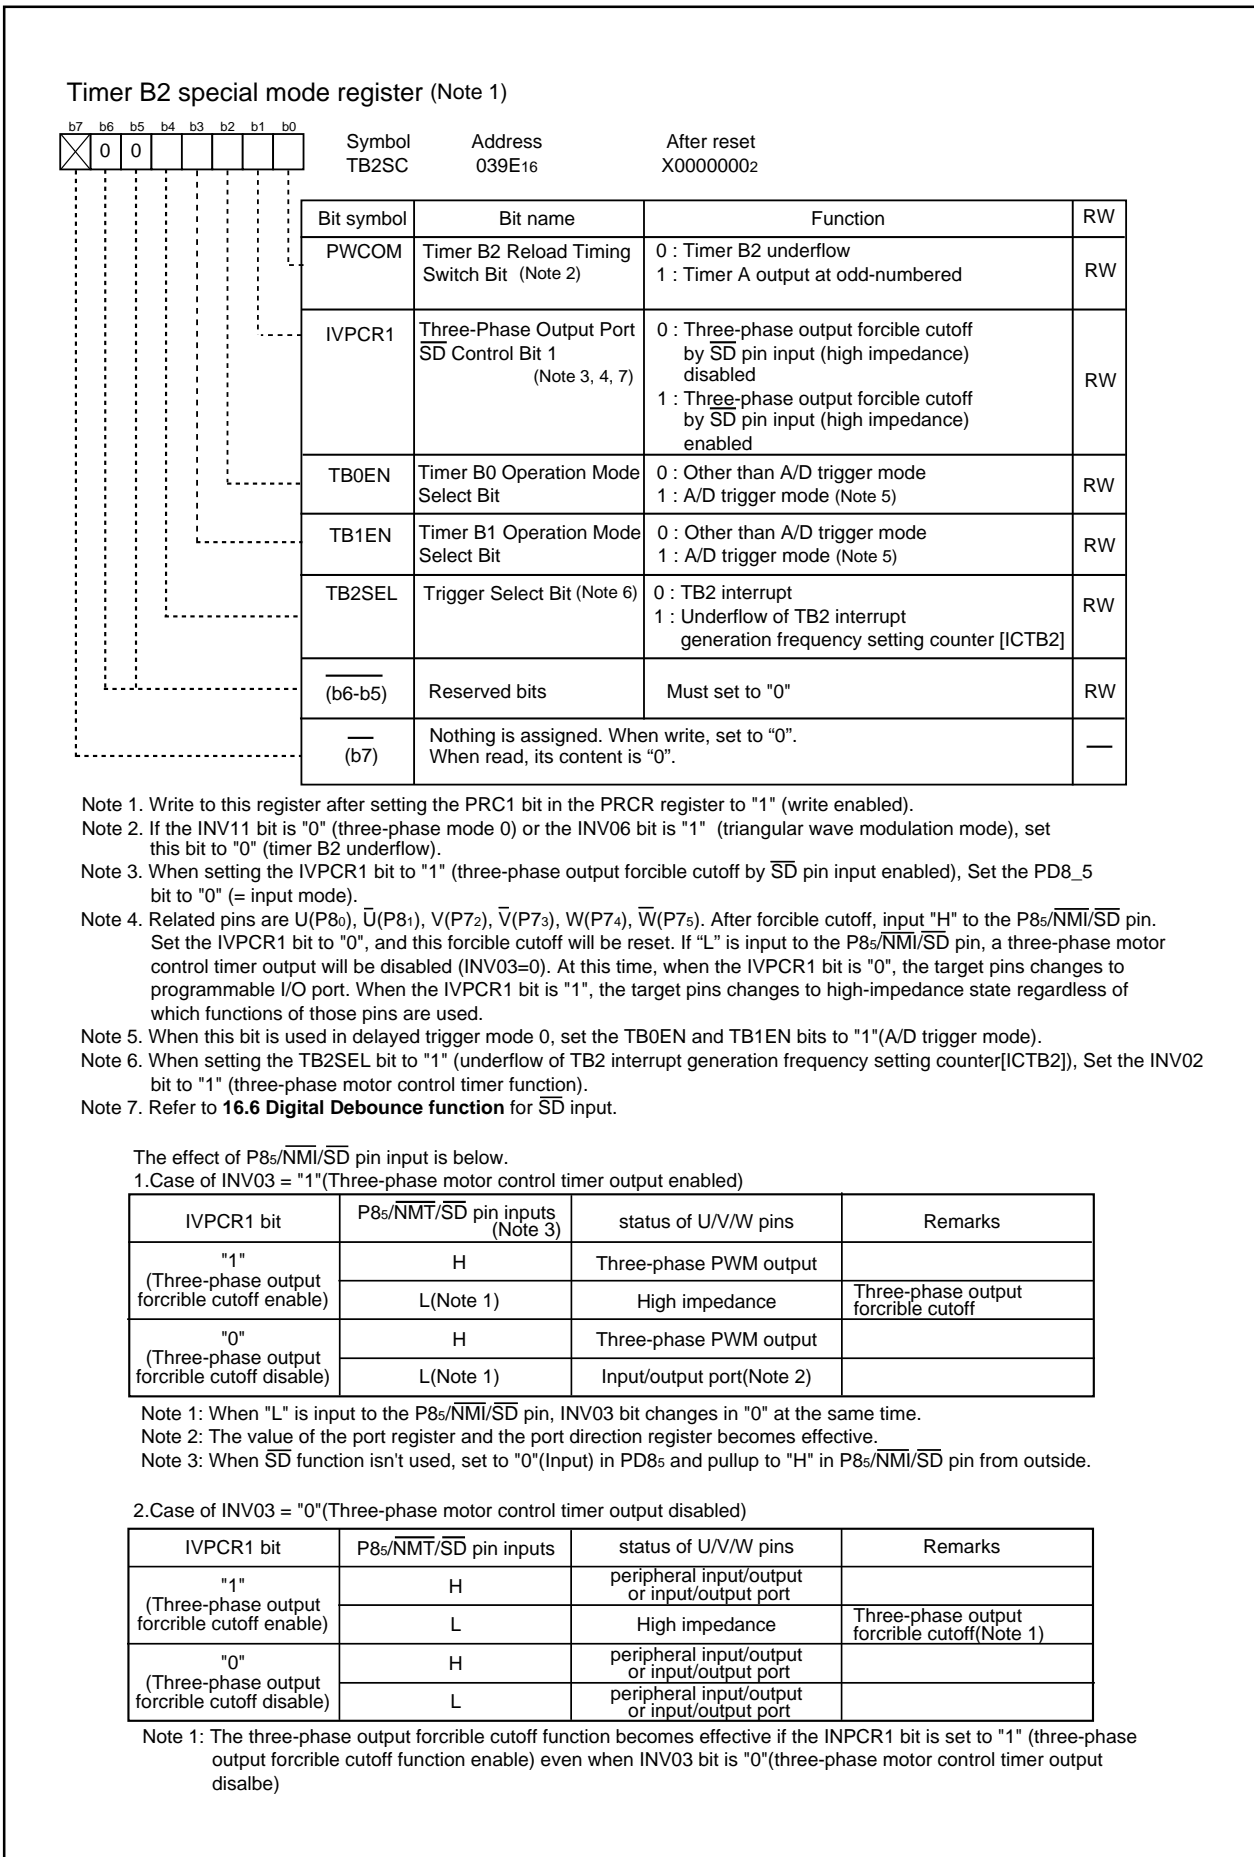 Timer B2 special mode register (Note 1)
b7 b6 b5 b4 b3 b2 b1 b0
0 0
Symbol Address After reset
TB2SC 039E16 X00000002
Bit symbol Bit name Function RW
PWCOM Timer B2 Reload Timing Switch Bit (Note 2) 0 : Timer B2 underflow
1 : Timer A output at odd-numbered RW
IVPCR1 Three-Phase Output Port
SD Control Bit 1
(Note 3, 4, 7)
0 : Three-phase output forcible cutoff
by SD pin input (high impedance)
disabled
1 : Three-phase output forcible cutoff
by SD pin input (high impedance)
enabled
RW
TB0EN Timer B0 Operation Mode
Select Bit
0 : Other than A/D trigger mode
1 : A/D trigger mode (Note 5)
RW
TB1EN Timer B1 Operation Mode
Select Bit
0 : Other than A/D trigger mode
1 : A/D trigger mode (Note 5)
RW
TB2SEL Trigger Select Bit (Note 6)
0 : TB2 interrupt
1 : Underflow of TB2 interrupt
generation frequency setting counter [ICTB2]
RW
(b6-b5) Reserved bits Must set to "0" RW
(b7)
Nothing is assigned. When write, set to “0”.
When read, its content is “0”.
Note 1. Write to this register after setting the PRC1 bit in the PRCR register to "1" (write enabled).
Note 2. If the INV11 bit is "0" (three-phase mode 0) or the INV06 bit is "1" (triangular wave modulation mode), set
this bit to "0" (timer B2 underflow).
Note 3. When setting the IVPCR1 bit to "1" (three-phase output forcible cutoff by SD pin input enabled), Set the PD8_5
bit to "0" (= input mode).
Note 4. Related pins are U(P80), U(P81), V(P72), V(P73), W(P74), W(P75). After forcible cutoff, input "H" to the P85/NMI/SD pin.
Set the IVPCR1 bit to "0", and this forcible cutoff will be reset. If “L” is input to the P85/NMI/SD pin, a three-phase motor
control timer output will be disabled (INV03=0). At this time, when the IVPCR1 bit is "0", the target pins changes to
programmable I/O port. When the IVPCR1 bit is "1", the target pins changes to high-impedance state regardless of
which functions of those pins are used.
Note 5. When this bit is used in delayed trigger mode 0, set the TB0EN and TB1EN bits to "1"(A/D trigger mode).
Note 6. When setting the TB2SEL bit to "1" (underflow of TB2 interrupt generation frequency setting counter[ICTB2]), Set the INV02
bit to "1" (three-phase motor control timer function).
Note 7. Refer to 16.6 Digital Debounce function for SD input.
The effect of P85/NMI/SD pin input is below.
1.Case of INV03 = "1"(Three-phase motor control timer output enabled)
IVPCR1 bit P85/NMT/SD pin inputs (Note 3) status of U/V/W pins Remarks
"1"
(Three-phase output
forcrible cutoff enable)
H Three-phase PWM output
L(Note 1) High impedance Three-phase output
forcrible cutoff
"0"
(Three-phase output
forcrible cutoff disable)
H Three-phase PWM output
L(Note 1) Input/output port(Note 2)
Note 1: When "L" is input to the P85/NMI/SD pin, INV03 bit changes in "0" at the same time.
Note 2: The value of the port register and the port direction register becomes effective.
Note 3: When SD function isn't used, set to "0"(Input) in PD85 and pullup to "H" in P85/NMI/SD pin from outside.
2.Case of INV03 = "0"(Three-phase motor control timer output disabled)
IVPCR1 bit P85/NMT/SD pin inputs status of U/V/W pins Remarks
"1"
(Three-phase output
forcrible cutoff enable)
H peripheral input/output
or input/output port
L High impedance Three-phase output
forcrible cutoff(Note 1)
"0"
(Three-phase output
forcrible cutoff disable)
H peripheral input/output
or input/output port
L peripheral input/output
or input/output port
Note 1: The three-phase output forcrible cutoff function becomes effective if the INPCR1 bit is set to "1" (three-phase
output forcrible cutoff function enable) even when INV03 bit is "0"(three-phase motor control timer output
disalbe)